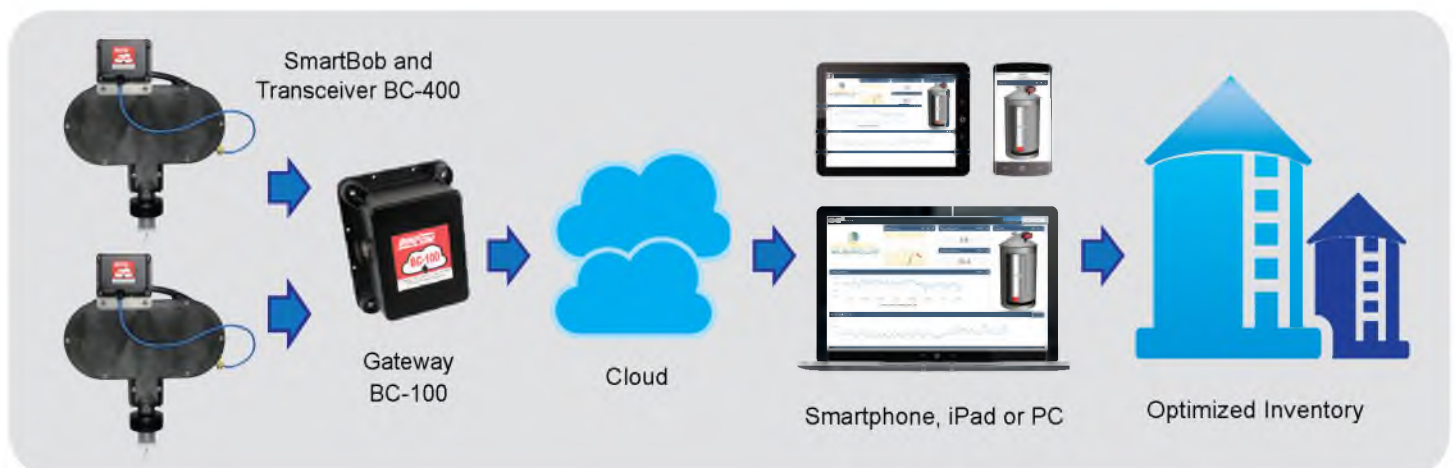 SmartBob and
Transceiver BC-400
BC-100
Gateway
BC-100
Cloud
Smartphone, iPad or PC
Optimized Inventory